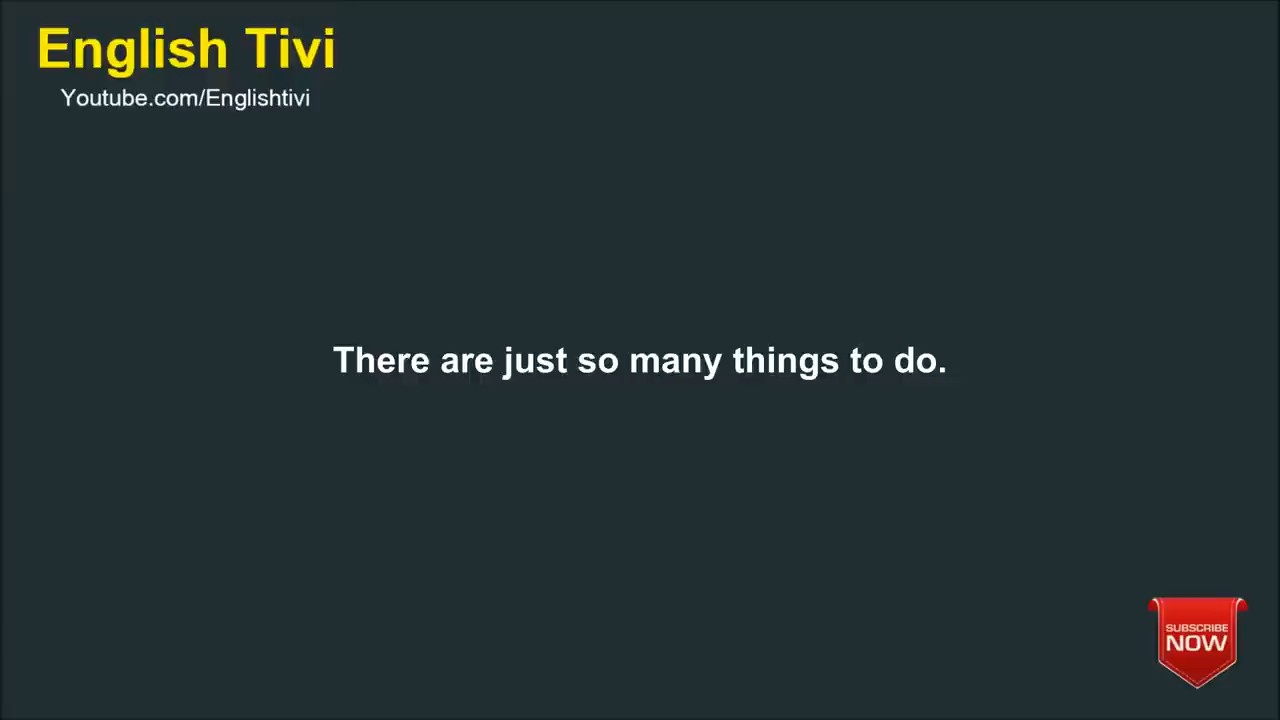 English Tivi
Youtube.com/Englishtivi
There are just so many things to do.
SUBSCRIBE
NOW